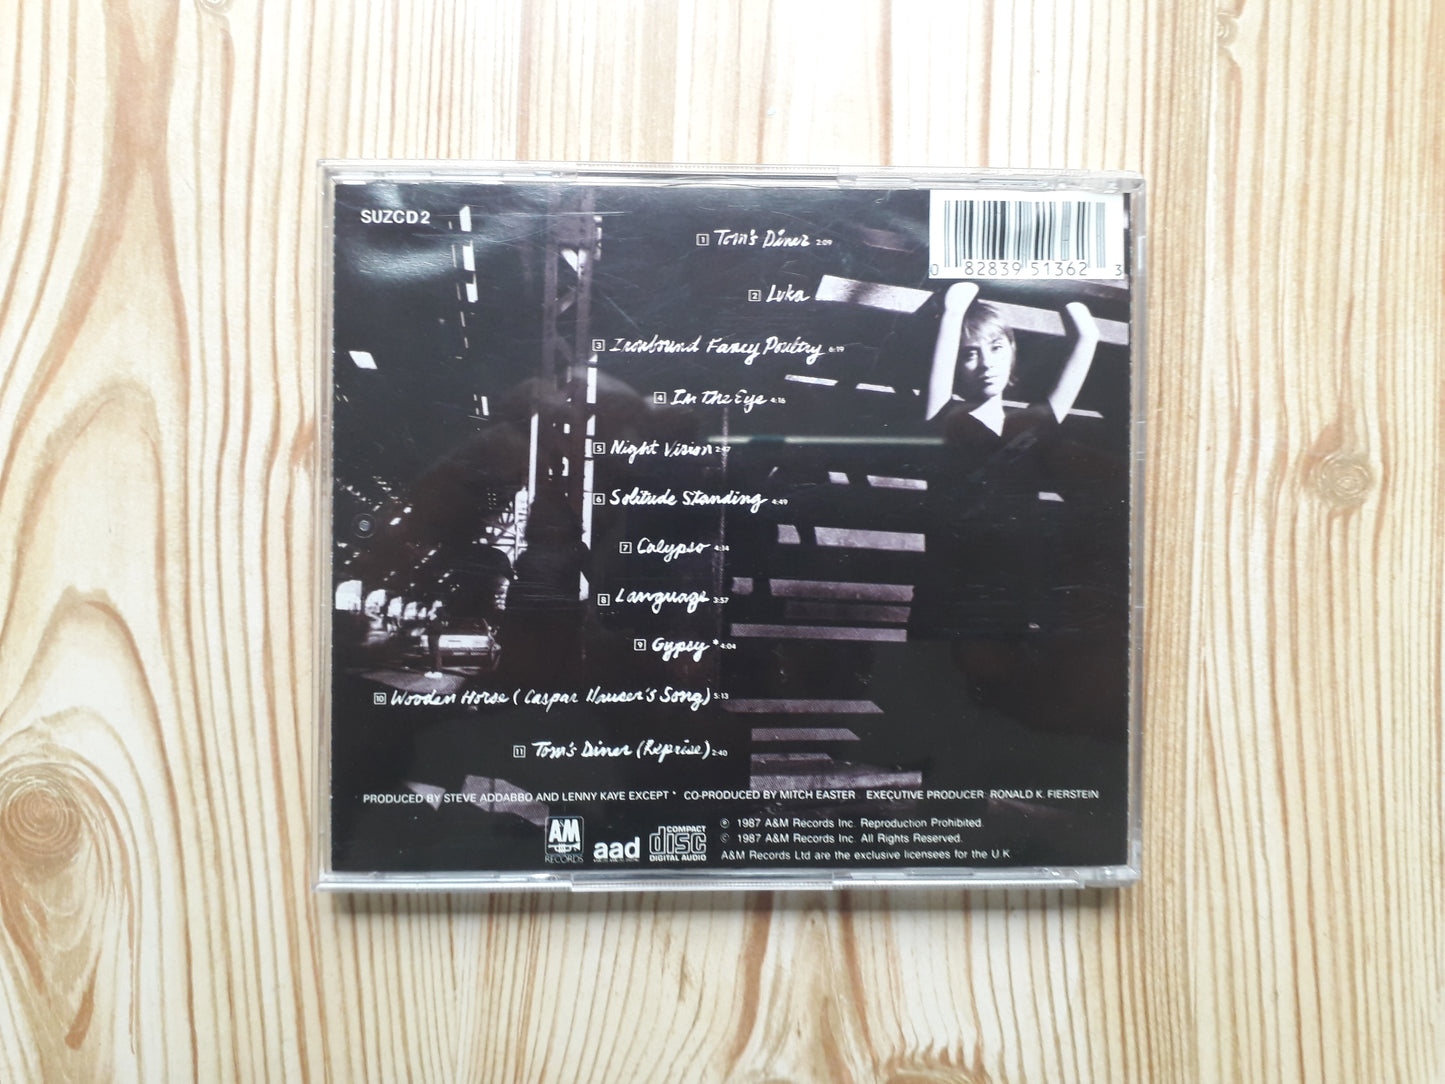 SUZCD 2
0 82839 51362 3
1 Tom's Diner 2:09
2 Luka
3 Ironbound Fancy Poultry 6:19
4 In the Eye 4:16
5 Night Vision 2:47
6 Solitude Standing 4:49
7 Calypso 4:14
8 Language 3:57
9 Gypsy * 4:04
10 Wooden Horse (Caspar Hauser's Song) 5:13
11 Tom's Diner (Reprise) 2:40
PRODUCED BY STEVE ADDABBO AND LENNY KAYE EXCEPT * CO-PRODUCED BY MITCH EASTER EXECUTIVE PRODUCER: RONALD K. FIERSTEIN
A&M RECORDS
aad
COMPACT disc DIGITAL AUDIO
℗ 1987 A&M Records Inc. Reproduction Prohibited.
© 1987 A&M Records Inc. All Rights Reserved.
A&M Records Ltd are the exclusive licensees for the U.K.